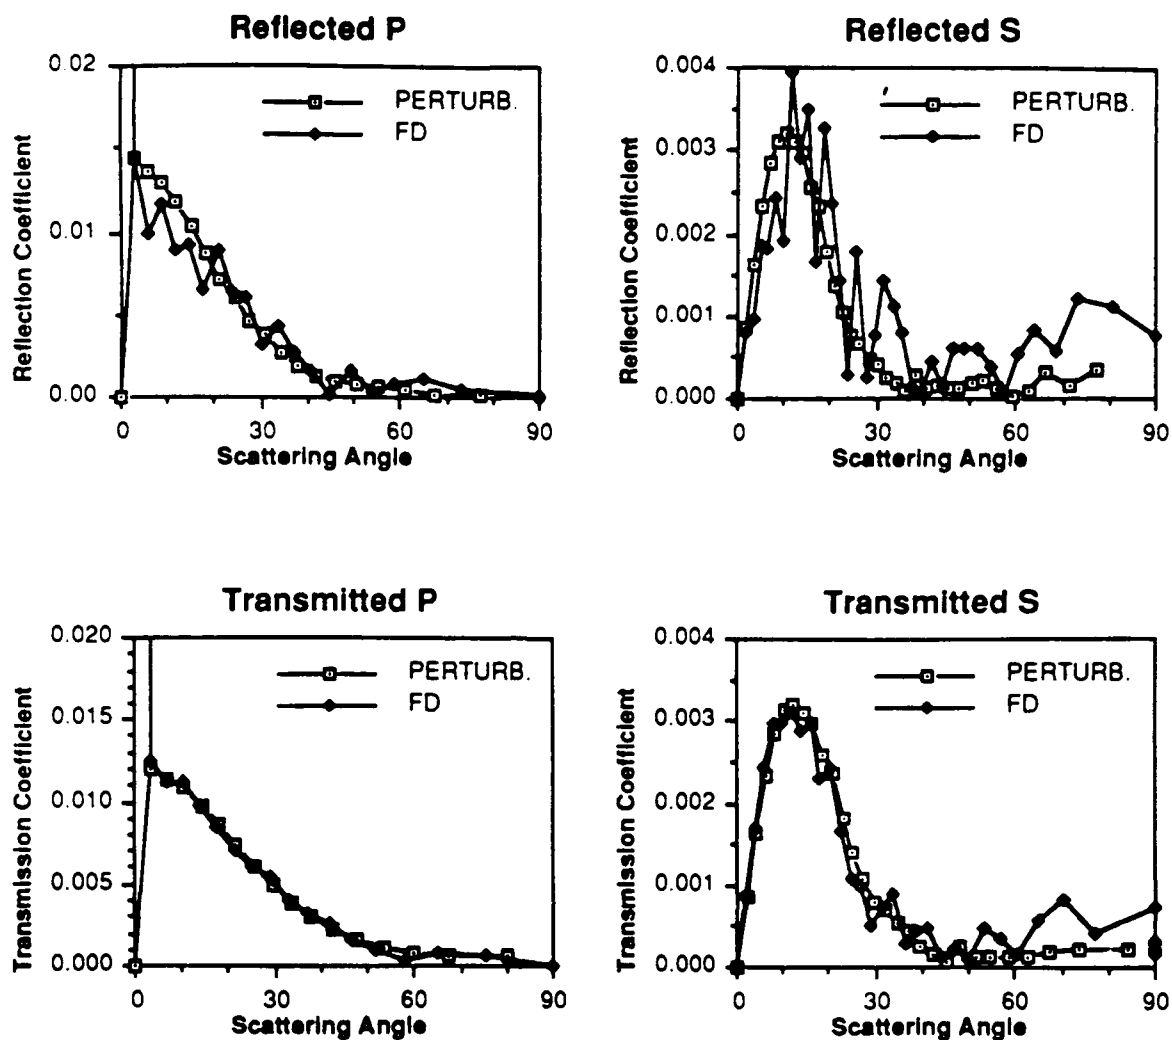 Reflected P
0.02
0.01
0.00
Reflection Coefficient
PERTURB.
FD
0 30 60 90
Scattering Angle
Reflected S
0.004
0.003
0.002
0.001
0.000
Reflection Coefficient
PERTURB.
FD
0 30 60 90
Scattering Angle
Transmitted P
0.020
0.015
0.010
0.005
0.000
Transmission Coefficient
PERTURB.
FD
0 30 60 90
Scattering Angle
Transmitted S
0.004
0.003
0.002
0.001
0.000
Transmission Coefficient
PERTURB.
FD
0 30 60 90
Scattering Angle